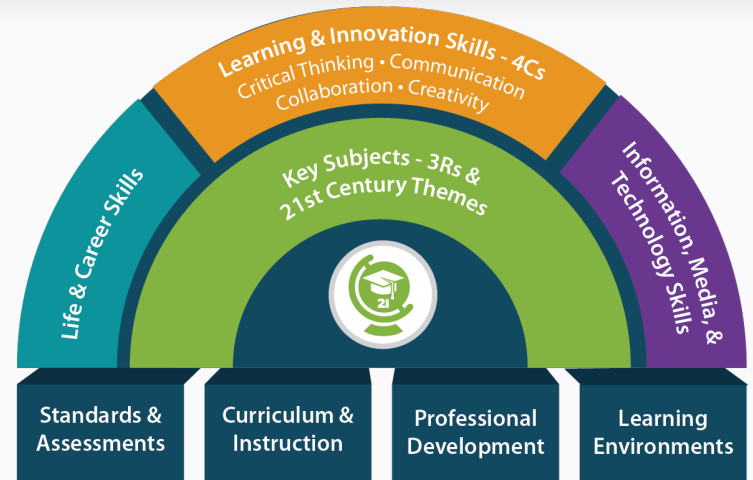 Learning & Innovation Skills - 4Cs
Critical Thinking • Communication
Collaboration • Creativity
Life & Career Skills
Key Subjects - 3Rs &
21st Century Themes
Information, Media, &
Technology Skills
21
Standards &
Assessments
Curriculum &
Instruction
Professional
Development
Learning
Environments